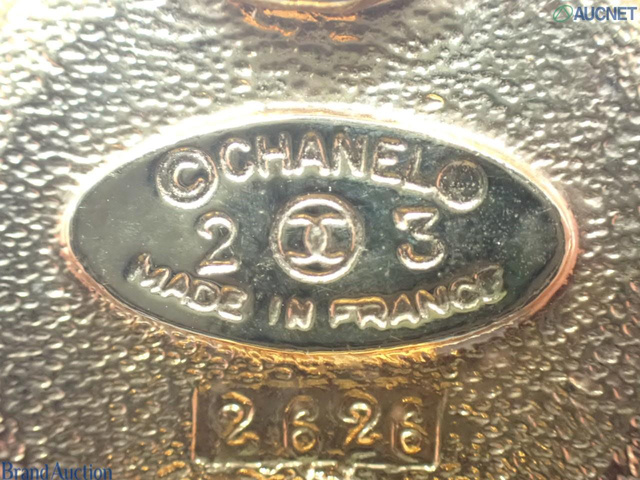 AUCNET
© CHANEL ®
2 3
MADE IN FRANCE
2626
Brand Auction